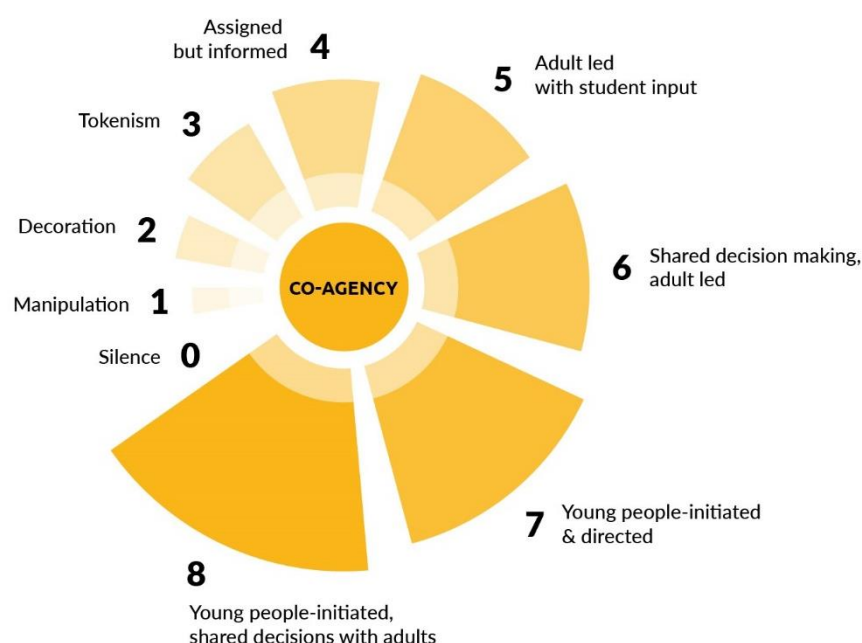 CO-AGENCY
0
Silence
1
Manipulation
2
Decoration
3
Tokenism
4
Assigned
but informed
5
Adult led
with student input
6
Shared decision making,
adult led
7
Young people-initiated
& directed
8
Young people-initiated,
shared decisions with adults